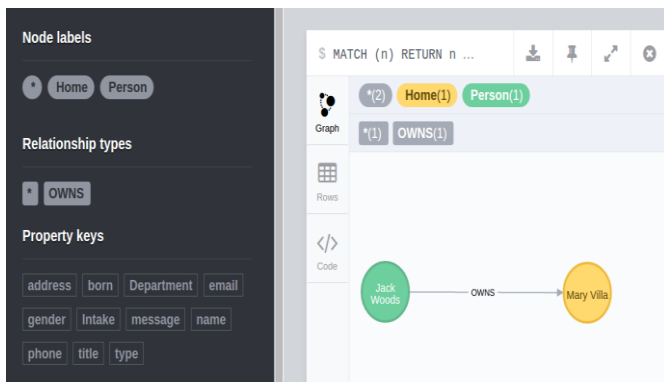 Node labels
* Home Person
Relationship types
* OWNS
Property keys
address born Department email
gender Intake message name
phone title type
$ MATCH (n) RETURN n ...
Graph
Rows
Code
*(2) Home(1) Person(1)
*(1) OWNS(1)
Jack
Woods
OWNS
Mary Villa